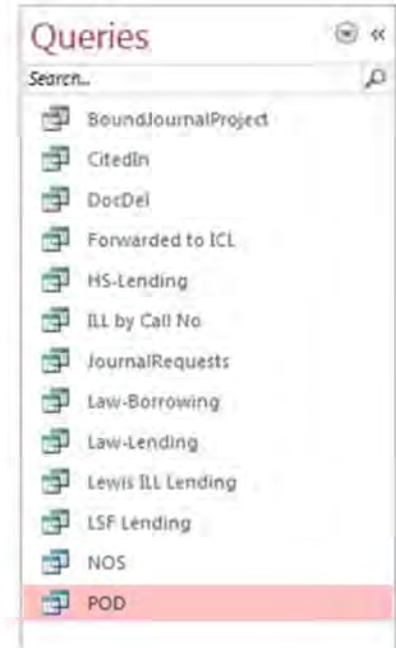 Queries
Search...
BoundJournalProject
CitedIn
DocDel
Forwarded to ICL
HS-Lending
ILL by Call No
JournalRequests
Law-Borrowing
Law-Lending
Lewis ILL Lending
LSF Lending
NOS
POD